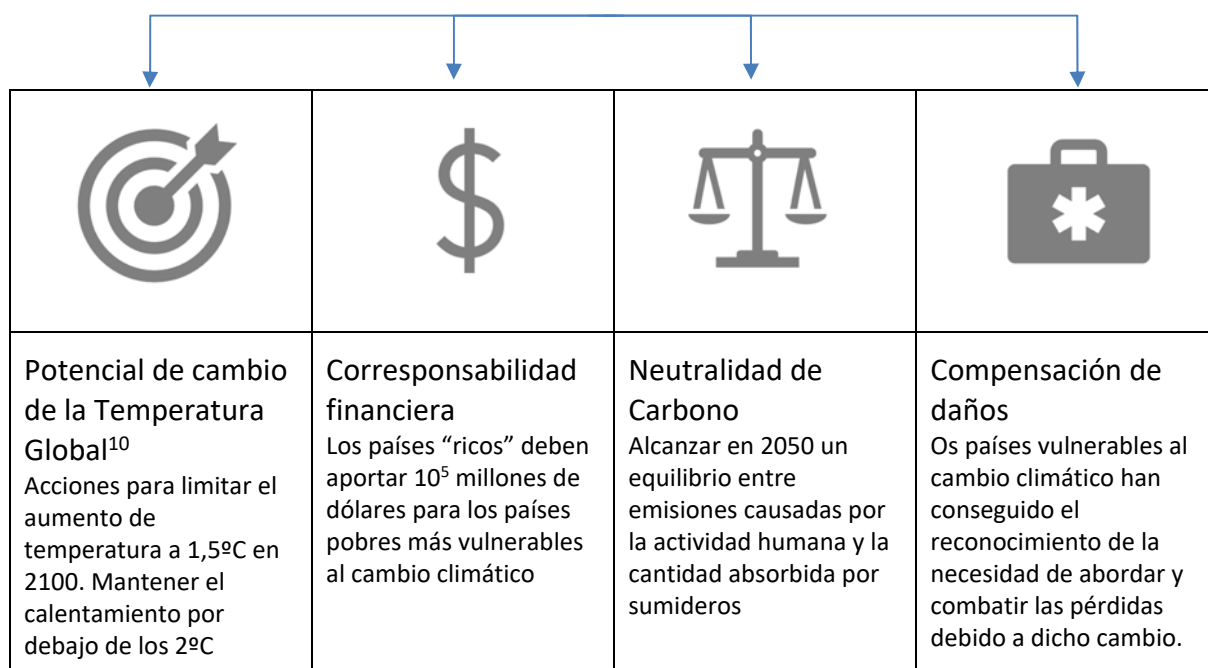 Potencial de cambio
de la Temperatura
Global¹⁰
Acciones para limitar el
aumento de
temperatura a 1,5ºC en
2100. Mantener el
calentamiento por
debajo de los 2ºC
Corresponsabilidad
financiera
Los países “ricos” deben
aportar 10⁵ millones de
dólares para los países
pobres más vulnerables
al cambio climático
Neutralidad de
Carbono
Alcanzar en 2050 un
equilibrio entre
emisiones causadas por
la actividad humana y la
cantidad absorbida por
sumideros
Compensación de
daños
Os países vulnerables al
cambio climático han
conseguido el
reconocimiento de la
necesidad de abordar y
combatir las pérdidas
debido a dicho cambio.